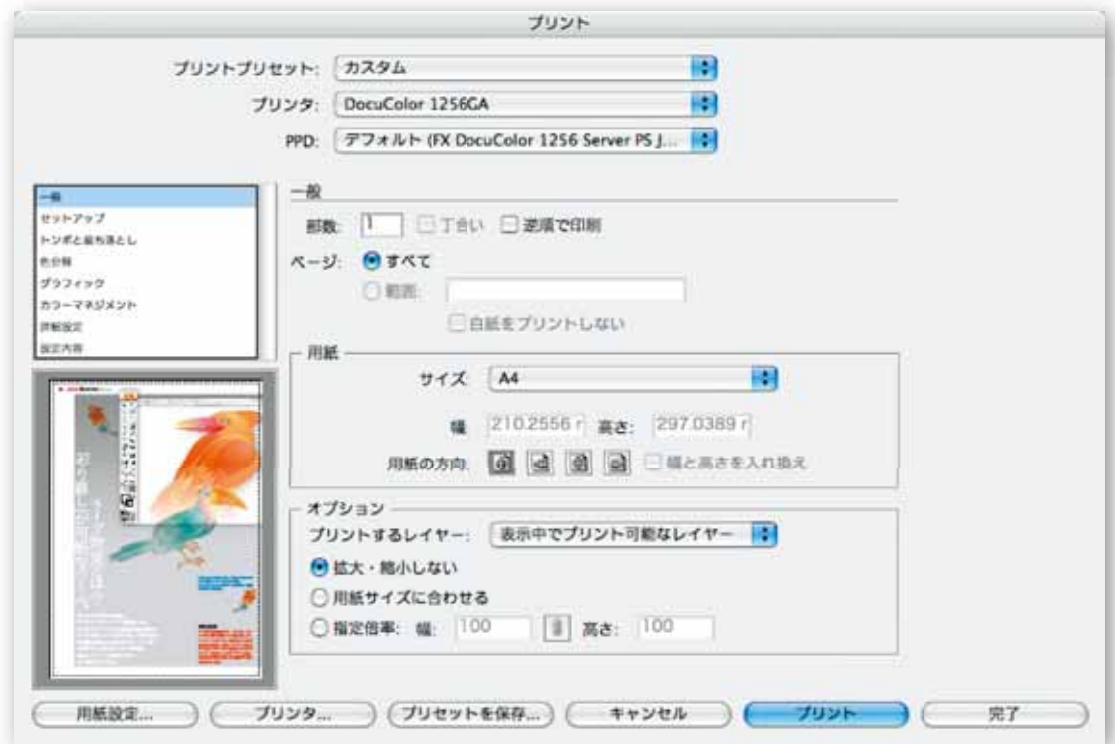 プリント
プリントプリセット: カスタム
プリンタ: DocuColor 1256GA
PPD: デフォルト (FX DocuColor 1256 Server PS J...
一般
セットアップ
トンボと裁ち落とし
色分解
グラフィック
カラーマネジメント
詳細設定
設定内容
一般
部数: 1 丁合い 逆順で印刷
ページ: すべて
範囲:
白紙をプリントしない
用紙
サイズ A4
幅 210.2556 r 高さ: 297.0389 r
用紙の方向 幅と高さを入れ換え
オプション
プリントするレイヤー: 表示中でプリント可能なレイヤー
拡大・縮小しない
用紙サイズに合わせる
指定倍率: 幅: 100 高さ: 100
用紙設定... プリンタ... プリセットを保存... キャンセル プリント 完了